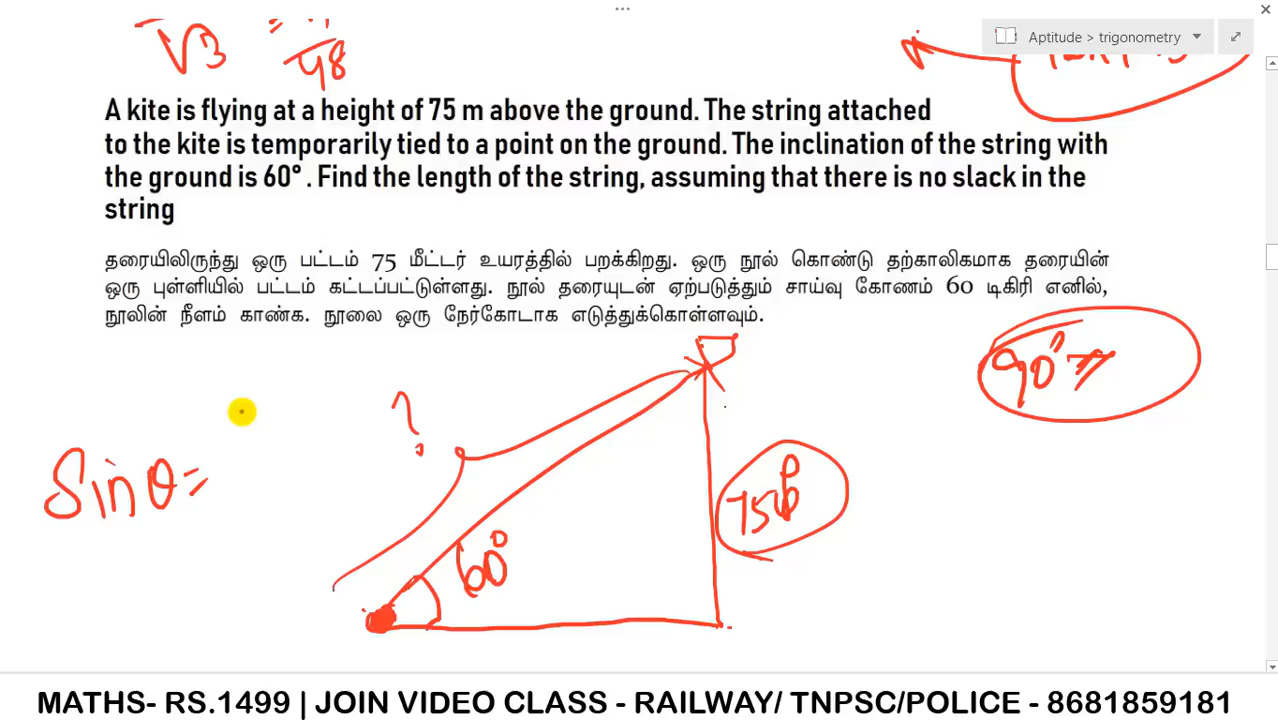 Aptitude > trigonometry
√3 =
48
A kite is flying at a height of 75 m above the ground. The string attached
to the kite is temporarily tied to a point on the ground. The inclination of the string with
the ground is 60° . Find the length of the string, assuming that there is no slack in the
string
தரையிலிருந்து ஒரு பட்டம் 75 மீட்டர் உயரத்தில் பறக்கிறது. ஒரு நூல் கொண்டு தற்காலிகமாக தரையின்
ஒரு புள்ளியில் பட்டம் கட்டப்பட்டுள்ளது. நூல் தரையுடன் ஏற்படுத்தும் சாய்வு கோணம் 60 டிகிரி எனில்,
நூலின் நீளம் காண்க. நூலை ஒரு நேர்கோடாக எடுத்துக்கொள்ளவும்.
90°
?
Sinθ=
75
60°
MATHS- RS.1499 | JOIN VIDEO CLASS - RAILWAY/ TNPSC/POLICE - 8681859181